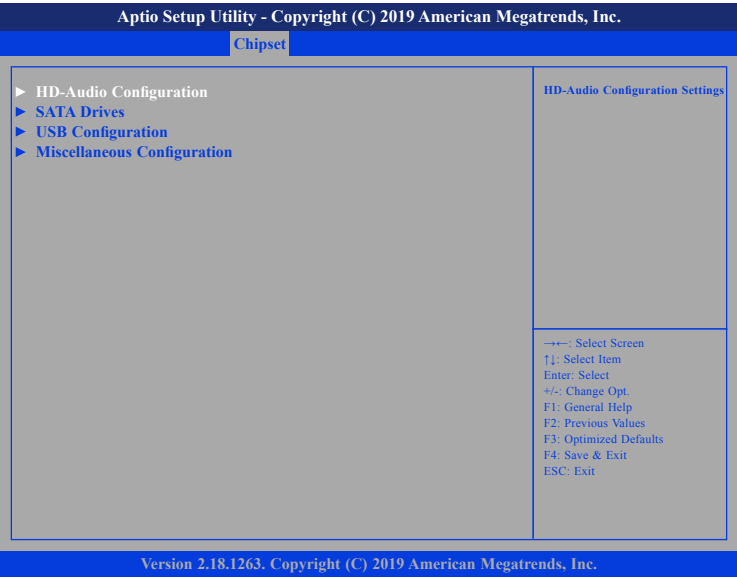 Aptio Setup Utility - Copyright (C) 2019 American Megatrends, Inc.
Chipset
► HD-Audio Configuration
► SATA Drives
► USB Configuration
► Miscellaneous Configuration
HD-Audio Configuration Settings
→←: Select Screen
↑↓: Select Item
Enter: Select
+/-: Change Opt.
F1: General Help
F2: Previous Values
F3: Optimized Defaults
F4: Save & Exit
ESC: Exit
Version 2.18.1263. Copyright (C) 2019 American Megatrends, Inc.